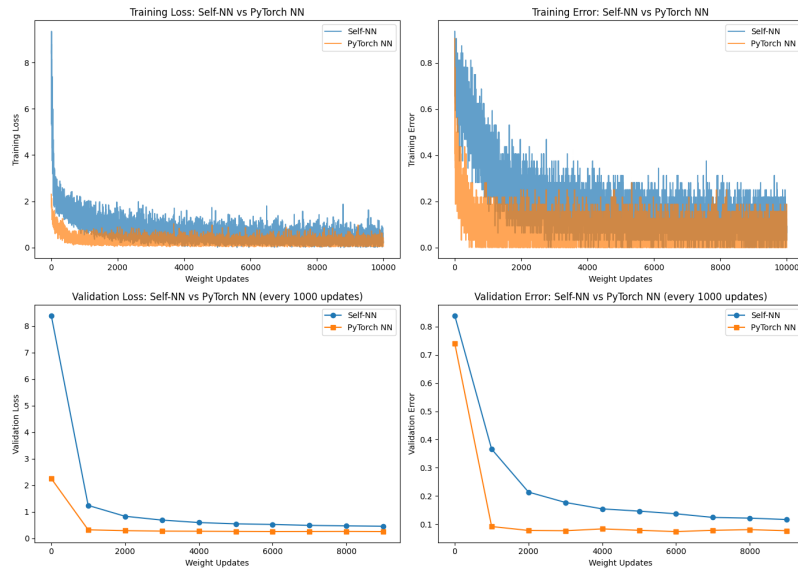 Training Loss: Self-NN vs PyTorch NN
Self-NN
PyTorch NN
8
6
4
2
0
Training Loss
0
2000
4000
6000
8000
10000
Weight Updates
Training Error: Self-NN vs PyTorch NN
Self-NN
PyTorch NN
0.8
0.6
0.4
0.2
0.0
Training Error
0
2000
4000
6000
8000
10000
Weight Updates
Validation Loss: Self-NN vs PyTorch NN (every 1000 updates)
Self-NN
PyTorch NN
8
7
6
5
4
3
2
1
0
Validation Loss
0
2000
4000
6000
8000
Weight Updates
Validation Error: Self-NN vs PyTorch NN (every 1000 updates)
Self-NN
PyTorch NN
0.8
0.7
0.6
0.5
0.4
0.3
0.2
0.1
Validation Error
0
2000
4000
6000
8000
Weight Updates